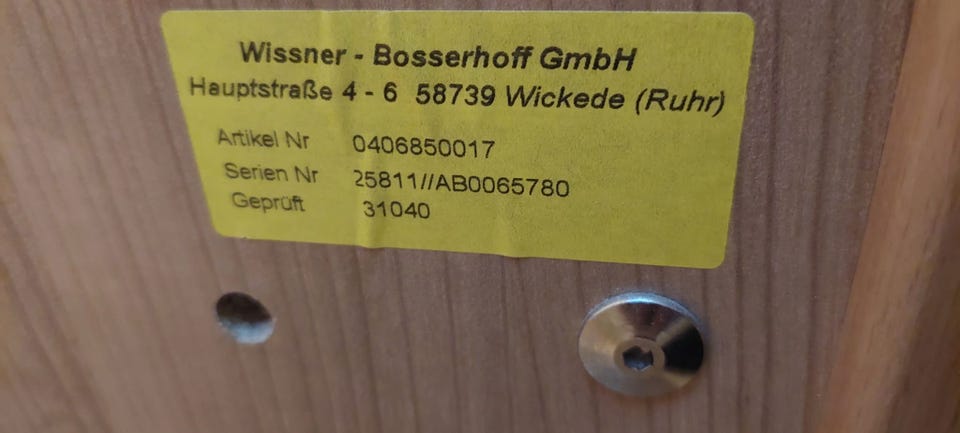 Wissner - Bosserhoff GmbH
Hauptstraße 4 - 6 58739 Wickede (Ruhr)
Artikel Nr 0406850017
Serien Nr 25811//AB0065780
Geprüft 31040